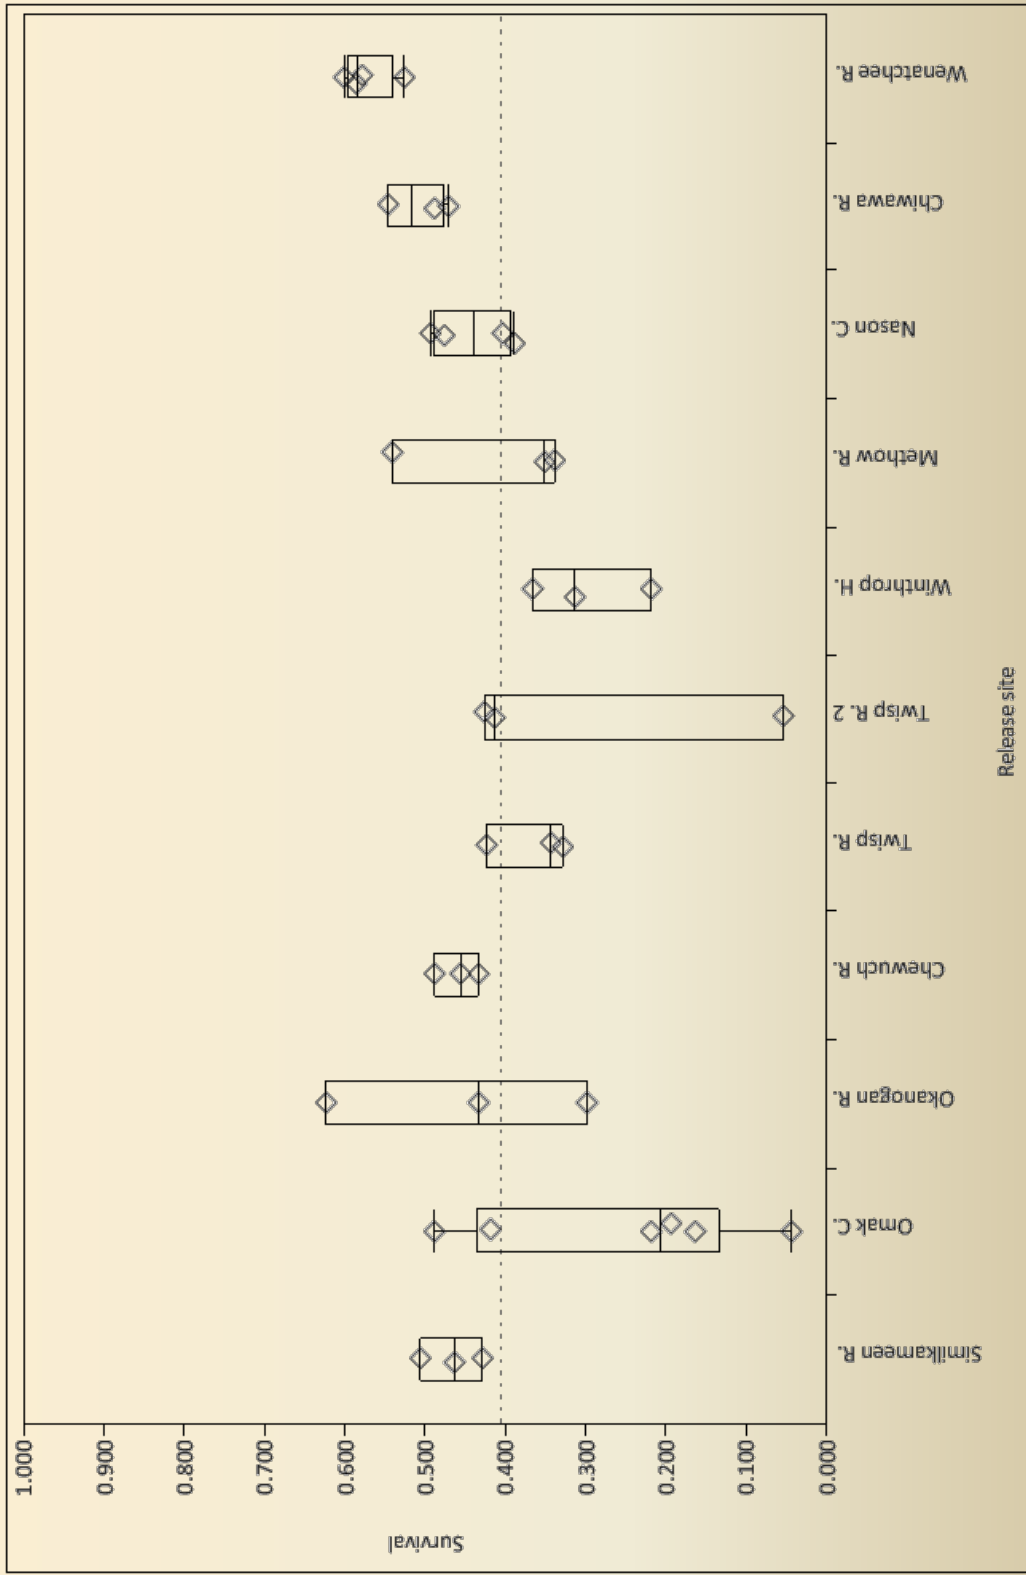 1.000
0.900
0.800
0.700
0.600
0.500
0.400
0.300
0.200
0.100
0.000
Survival
Similkameen R.
Omak C.
Okanogan R.
Chewuch R.
Twisp R.
Twisp R. 2
Winthrop H.
Methow R.
Nason C.
Chiwawa R.
Wenatchee R.
Release site